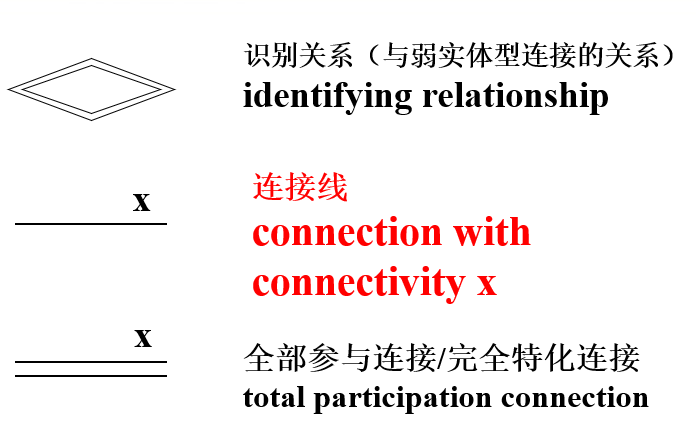 识别关系（与弱实体型连接的关系）
identifying relationship
x
连接线
connection with
connectivity x
x
全部参与连接/完全特化连接
total participation connection